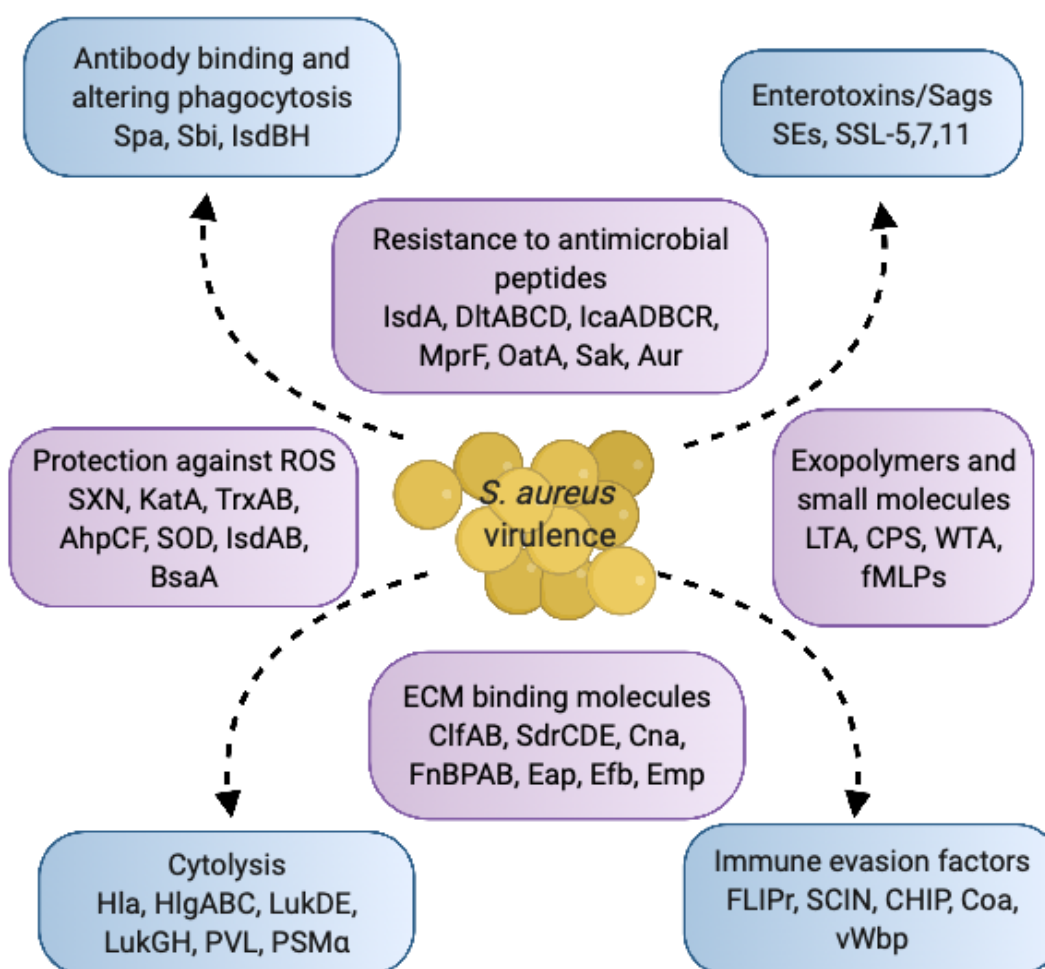 Antibody binding and
altering phagocytosis
Spa, Sbi, IsdBH
Enterotoxins/Sags
SEs, SSL-5,7,11
Resistance to antimicrobial
peptides
IsdA, DltABCD, IcaADBCR,
MprF, OatA, Sak, Aur
Protection against ROS
SXN, KatA, TrxAB,
AhpCF, SOD, IsdAB,
BsaA
S. aureus
virulence
Exopolymers and
small molecules
LTA, CPS, WTA,
fMLPs
ECM binding molecules
ClfAB, SdrCDE, Cna,
FnBPAB, Eap, Efb, Emp
Cytolysis
Hla, HlgABC, LukDE,
LukGH, PVL, PSMα
Immune evasion factors
FLIPr, SCIN, CHIP, Coa,
vWbp